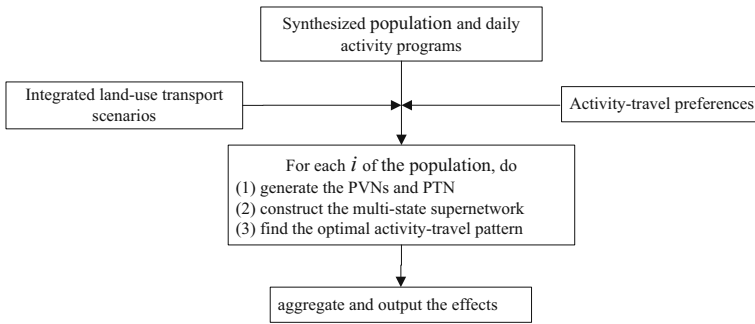 Synthesized population and daily
activity programs
Integrated land-use transport
scenarios
Activity-travel preferences
For each i of the population, do
(1) generate the PVNs and PTN
(2) construct the multi-state supernetwork
(3) find the optimal activity-travel pattern
aggregate and output the effects